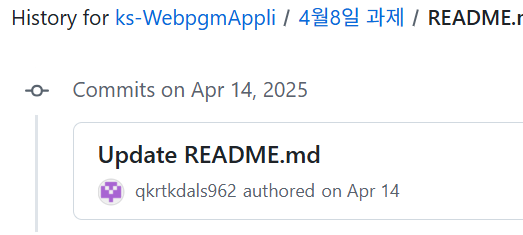 History for ks-WebpgmAppli / 4월8일 과제 / README.
Commits on Apr 14, 2025
Update README.md
qkrtkdals962 authored on Apr 14